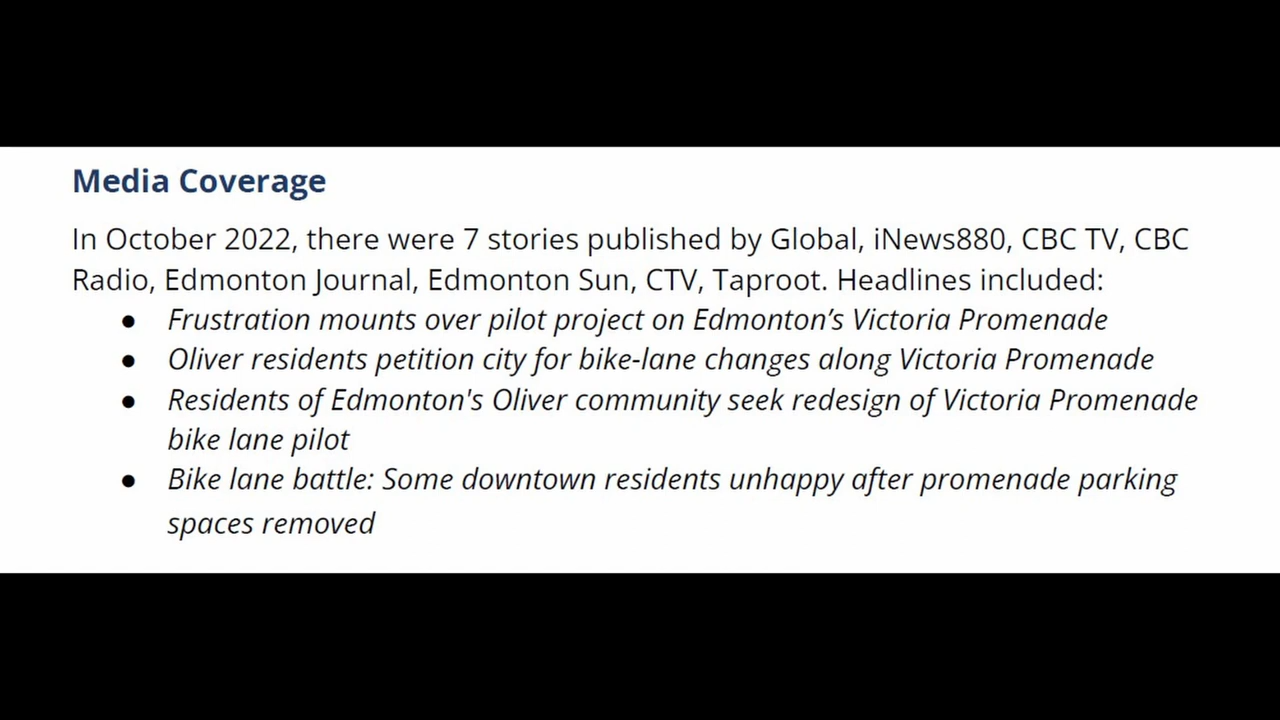 Media Coverage
In October 2022, there were 7 stories published by Global, iNews880, CBC TV, CBC
Radio, Edmonton Journal, Edmonton Sun, CTV, Taproot. Headlines included:
● Frustration mounts over pilot project on Edmonton’s Victoria Promenade
● Oliver residents petition city for bike-lane changes along Victoria Promenade
● Residents of Edmonton's Oliver community seek redesign of Victoria Promenade
bike lane pilot
● Bike lane battle: Some downtown residents unhappy after promenade parking
spaces removed